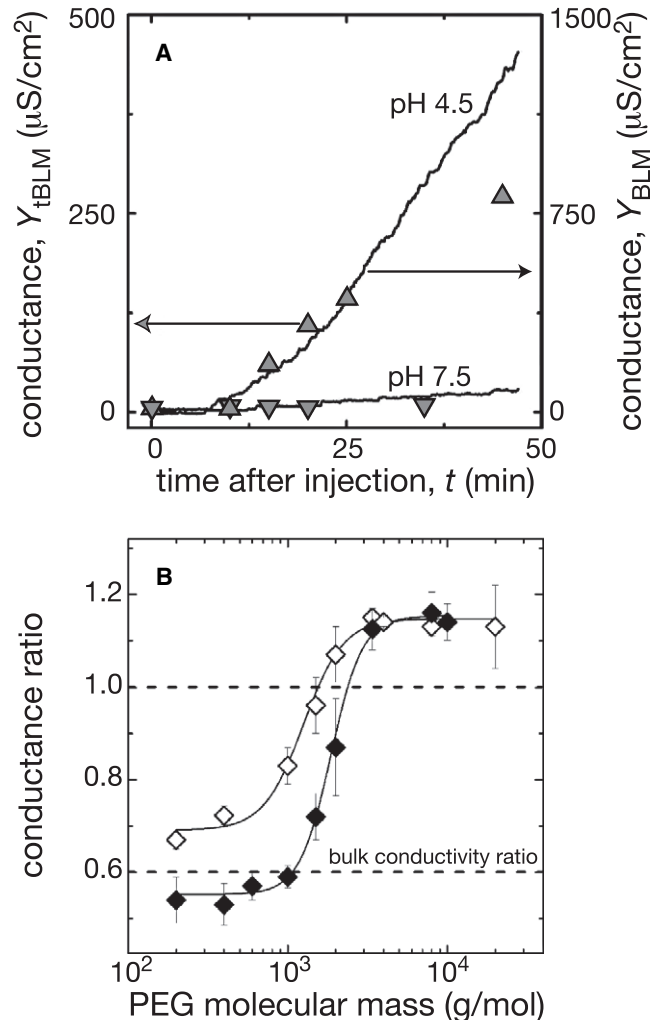 500
1500
A
pH 4.5
conductance, YtBLM (μS/cm²)
conductance, YBLM (μS/cm²)
250
750
pH 7.5
0
0
0
25
50
time after injection, t (min)
B
1.2
1.0
0.8
0.6
conductance ratio
bulk conductivity ratio
10²
10³
10⁴
PEG molecular mass (g/mol)